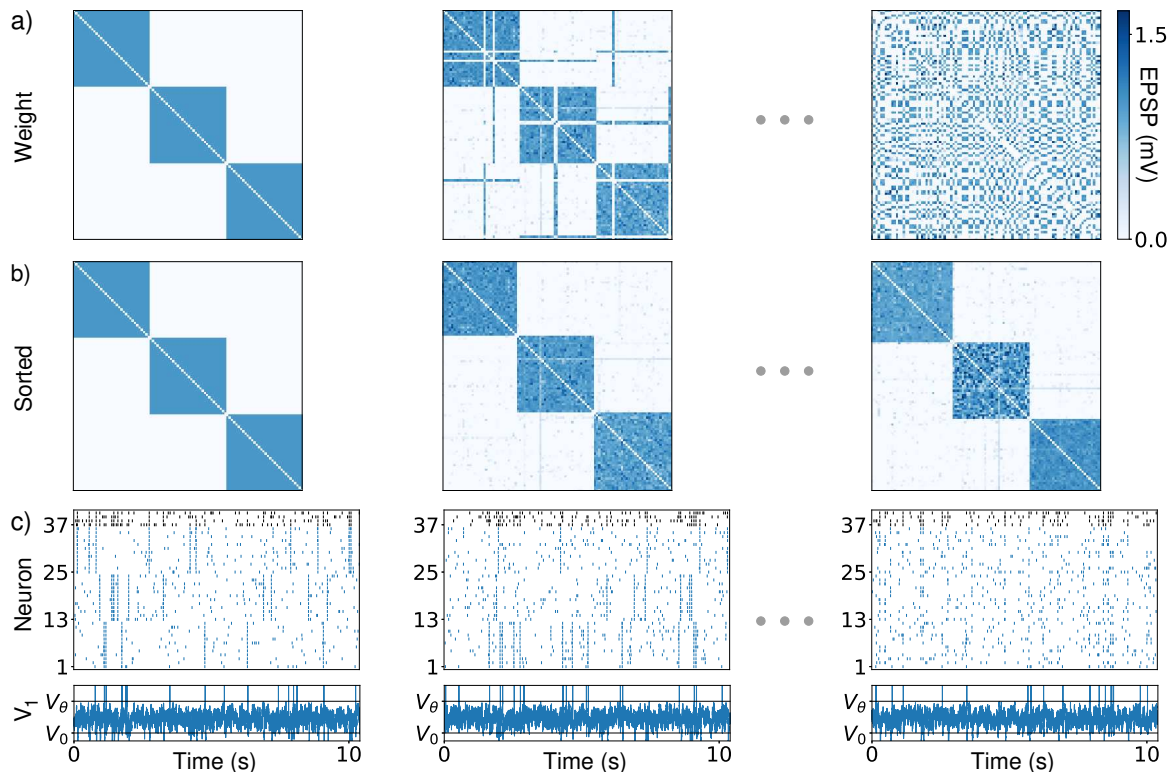 a)
Weight
1.5
EPSP (mV)
0.0
b)
Sorted
c)
Neuron
37
25
13
1
37
25
13
1
37
25
13
1
V₁
Vθ
V₀
Vθ
V₀
Vθ
V₀
0
10
0
10
0
10
Time (s)
Time (s)
Time (s)